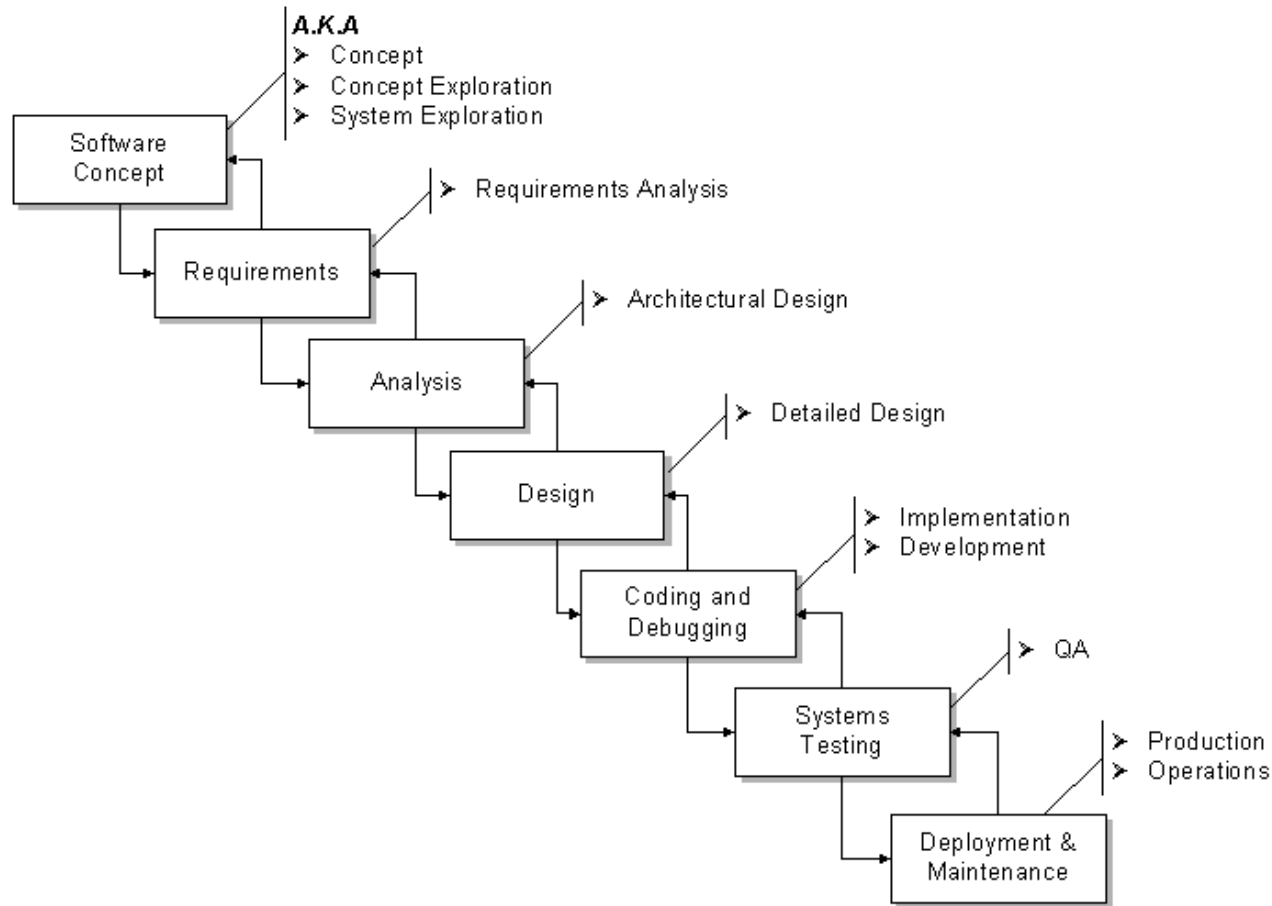 A.K.A
➢ Concept
➢ Concept Exploration
➢ System Exploration
Software
Concept
➢ Requirements Analysis
Requirements
➢ Architectural Design
Analysis
➢ Detailed Design
Design
➢ Implementation
➢ Development
Coding and
Debugging
➢ QA
Systems
Testing
➢ Production
➢ Operations
Deployment &
Maintenance